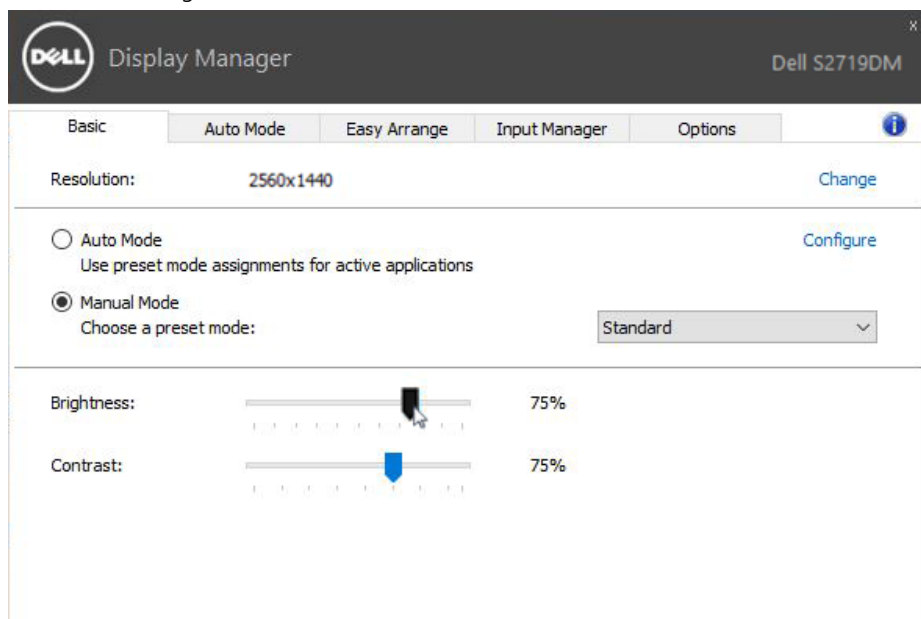 DELL Display Manager
x
Dell S2719DM
Basic Auto Mode Easy Arrange Input Manager Options i
Resolution: 2560x1440 Change
Auto Mode Configure
Use preset mode assignments for active applications
Manual Mode
Choose a preset mode: Standard
Brightness: 75%
Contrast: 75%